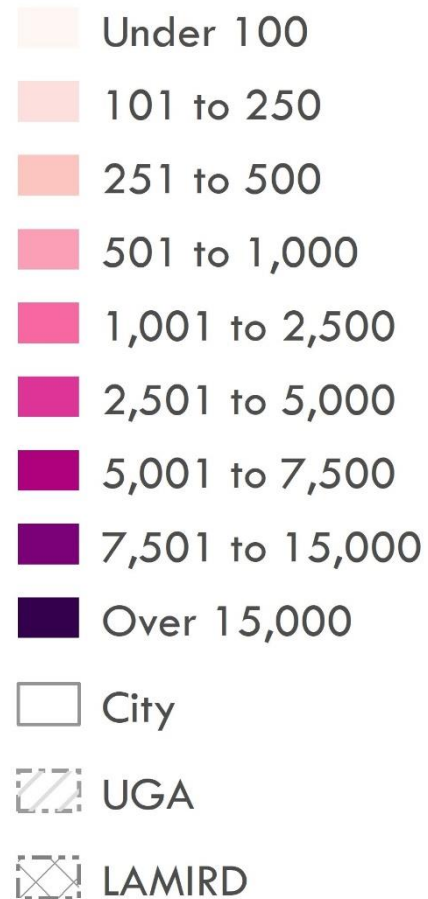 Under 100
101 to 250
251 to 500
501 to 1,000
1,001 to 2,500
2,501 to 5,000
5,001 to 7,500
7,501 to 15,000
Over 15,000
City
UGA
LAMIRD